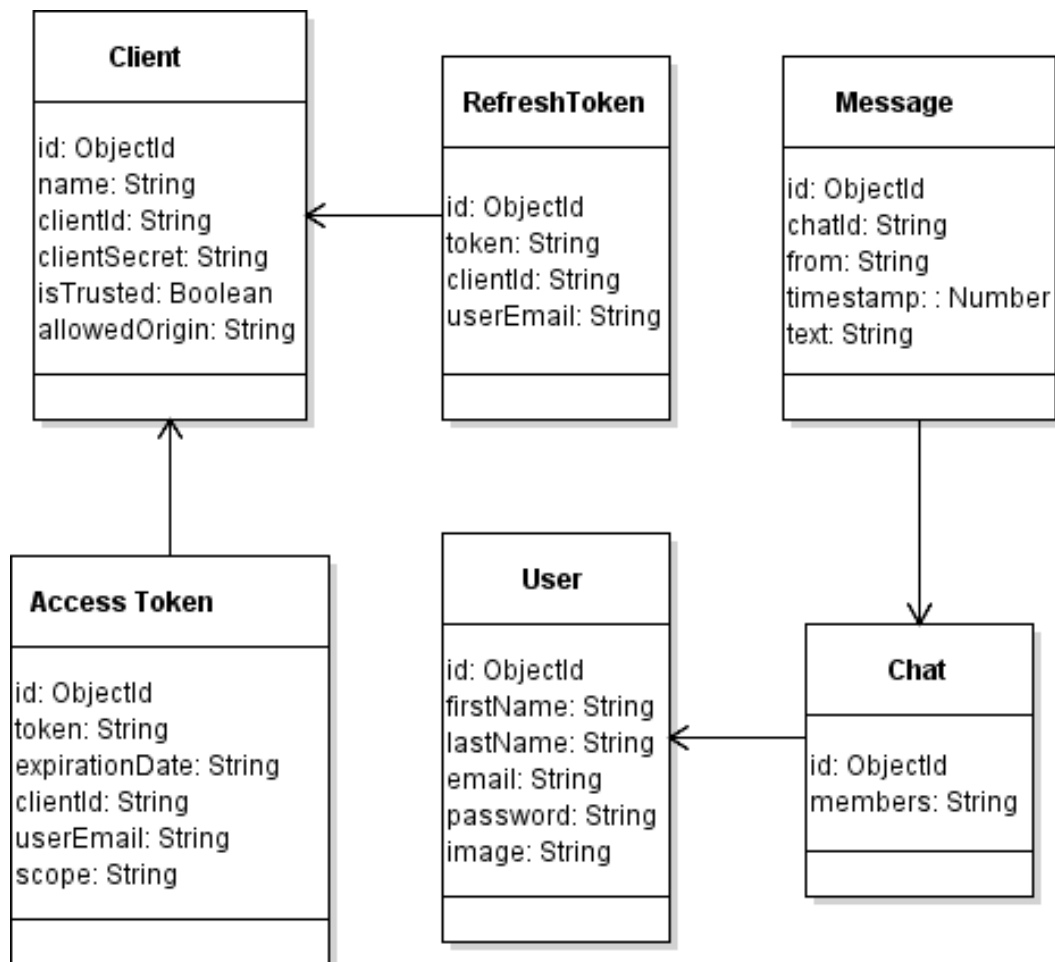 Client
id: ObjectId
name: String
clientId: String
clientSecret: String
isTrusted: Boolean
allowedOrigin: String
RefreshToken
id: ObjectId
token: String
clientId: String
userEmail: String
Message
id: ObjectId
chatId: String
from: String
timestamp: : Number
text: String
Access Token
id: ObjectId
token: String
expirationDate: String
clientId: String
userEmail: String
scope: String
User
id: ObjectId
firstName: String
lastName: String
email: String
password: String
image: String
Chat
id: ObjectId
members: String